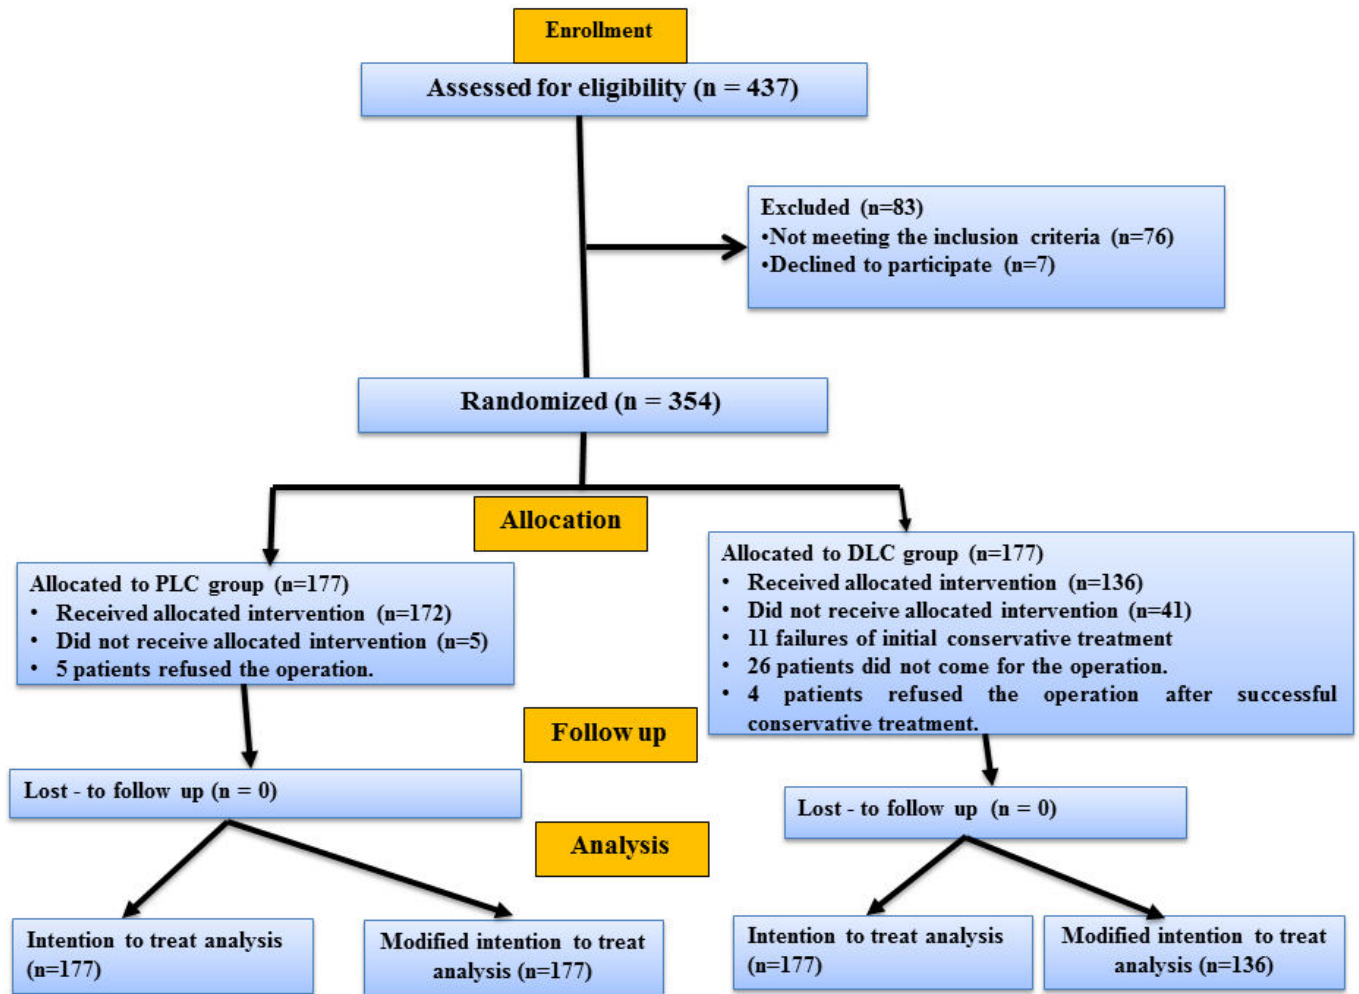 Enrollment
Assessed for eligibility (n = 437)
Excluded (n=83)
•Not meeting the inclusion criteria (n=76)
•Declined to participate (n=7)
Randomized (n = 354)
Allocation
Allocated to PLC group (n=177)
• Received allocated intervention (n=172)
• Did not receive allocated intervention (n=5)
• 5 patients refused the operation.
Allocated to DLC group (n=177)
• Received allocated intervention (n=136)
• Did not receive allocated intervention (n=41)
• 11 failures of initial conservative treatment
• 26 patients did not come for the operation.
• 4 patients refused the operation after successful
conservative treatment.
Follow up
Lost - to follow up (n = 0)
Lost - to follow up (n = 0)
Analysis
Intention to treat analysis
(n=177)
Modified intention to treat
analysis (n=177)
Intention to treat analysis
(n=177)
Modified intention to treat
analysis (n=136)